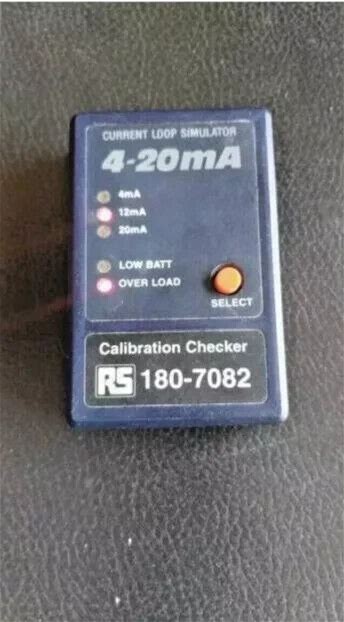 CURRENT LOOP SIMULATOR
4-20mA
4mA
12mA
20mA
LOW BATT
OVER LOAD
SELECT
Calibration Checker
RS 180-7082